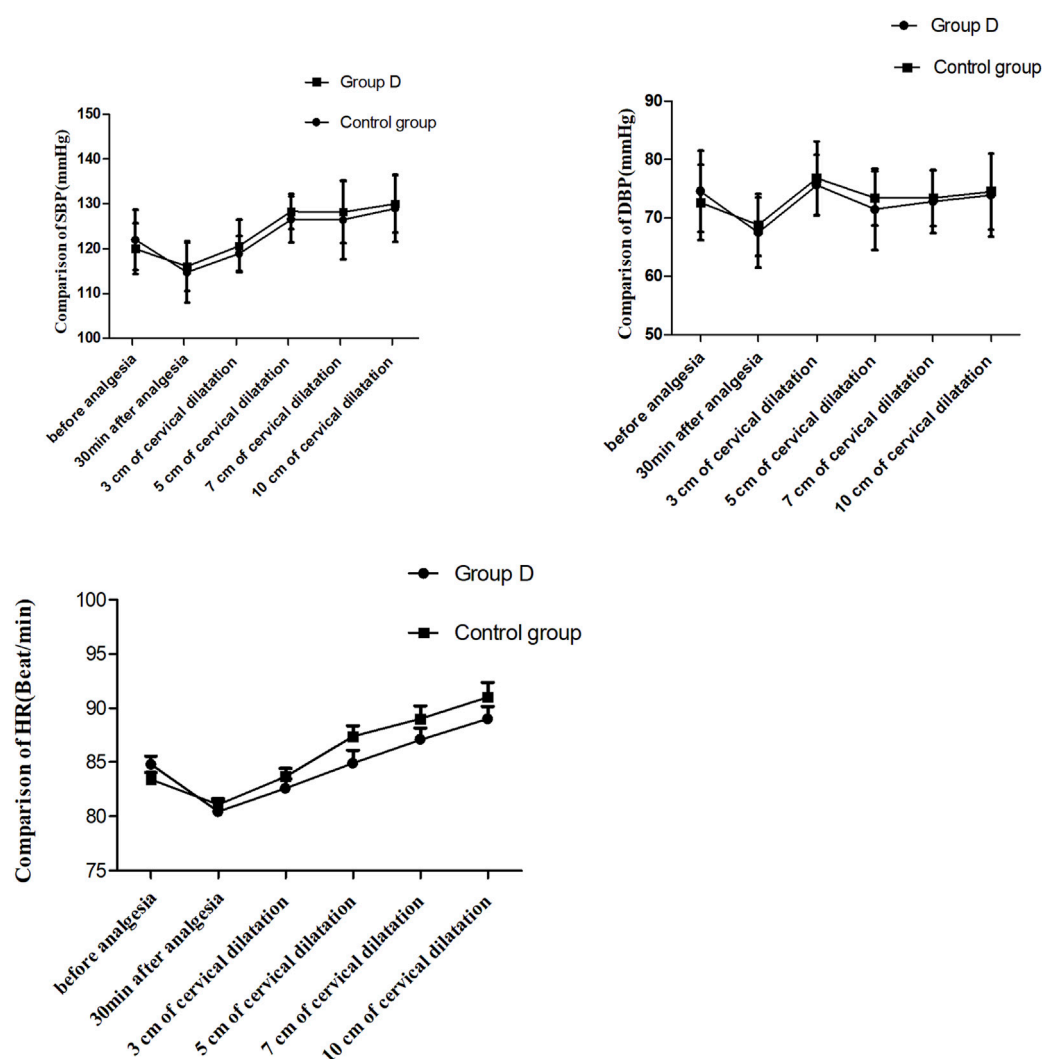 Group D
Control group
Comparison of SBP(mmHg)
150
140
130
120
110
100
before analgesia
30min after analgesia
3 cm of cervical dilatation
5 cm of cervical dilatation
7 cm of cervical dilatation
10 cm of cervical dilatation
Group D
Control group
Comparison of DBP(mmHg)
90
80
70
60
50
before analgesia
30min after analgesia
3 cm of cervical dilatation
5 cm of cervical dilatation
7 cm of cervical dilatation
10 cm of cervical dilatation
Group D
Control group
Comparison of HR(Beat/min)
100
95
90
85
80
75
before analgesia
30min after analgesia
3 cm of cervical dilatation
5 cm of cervical dilatation
7 cm of cervical dilatation
10 cm of cervical dilatation